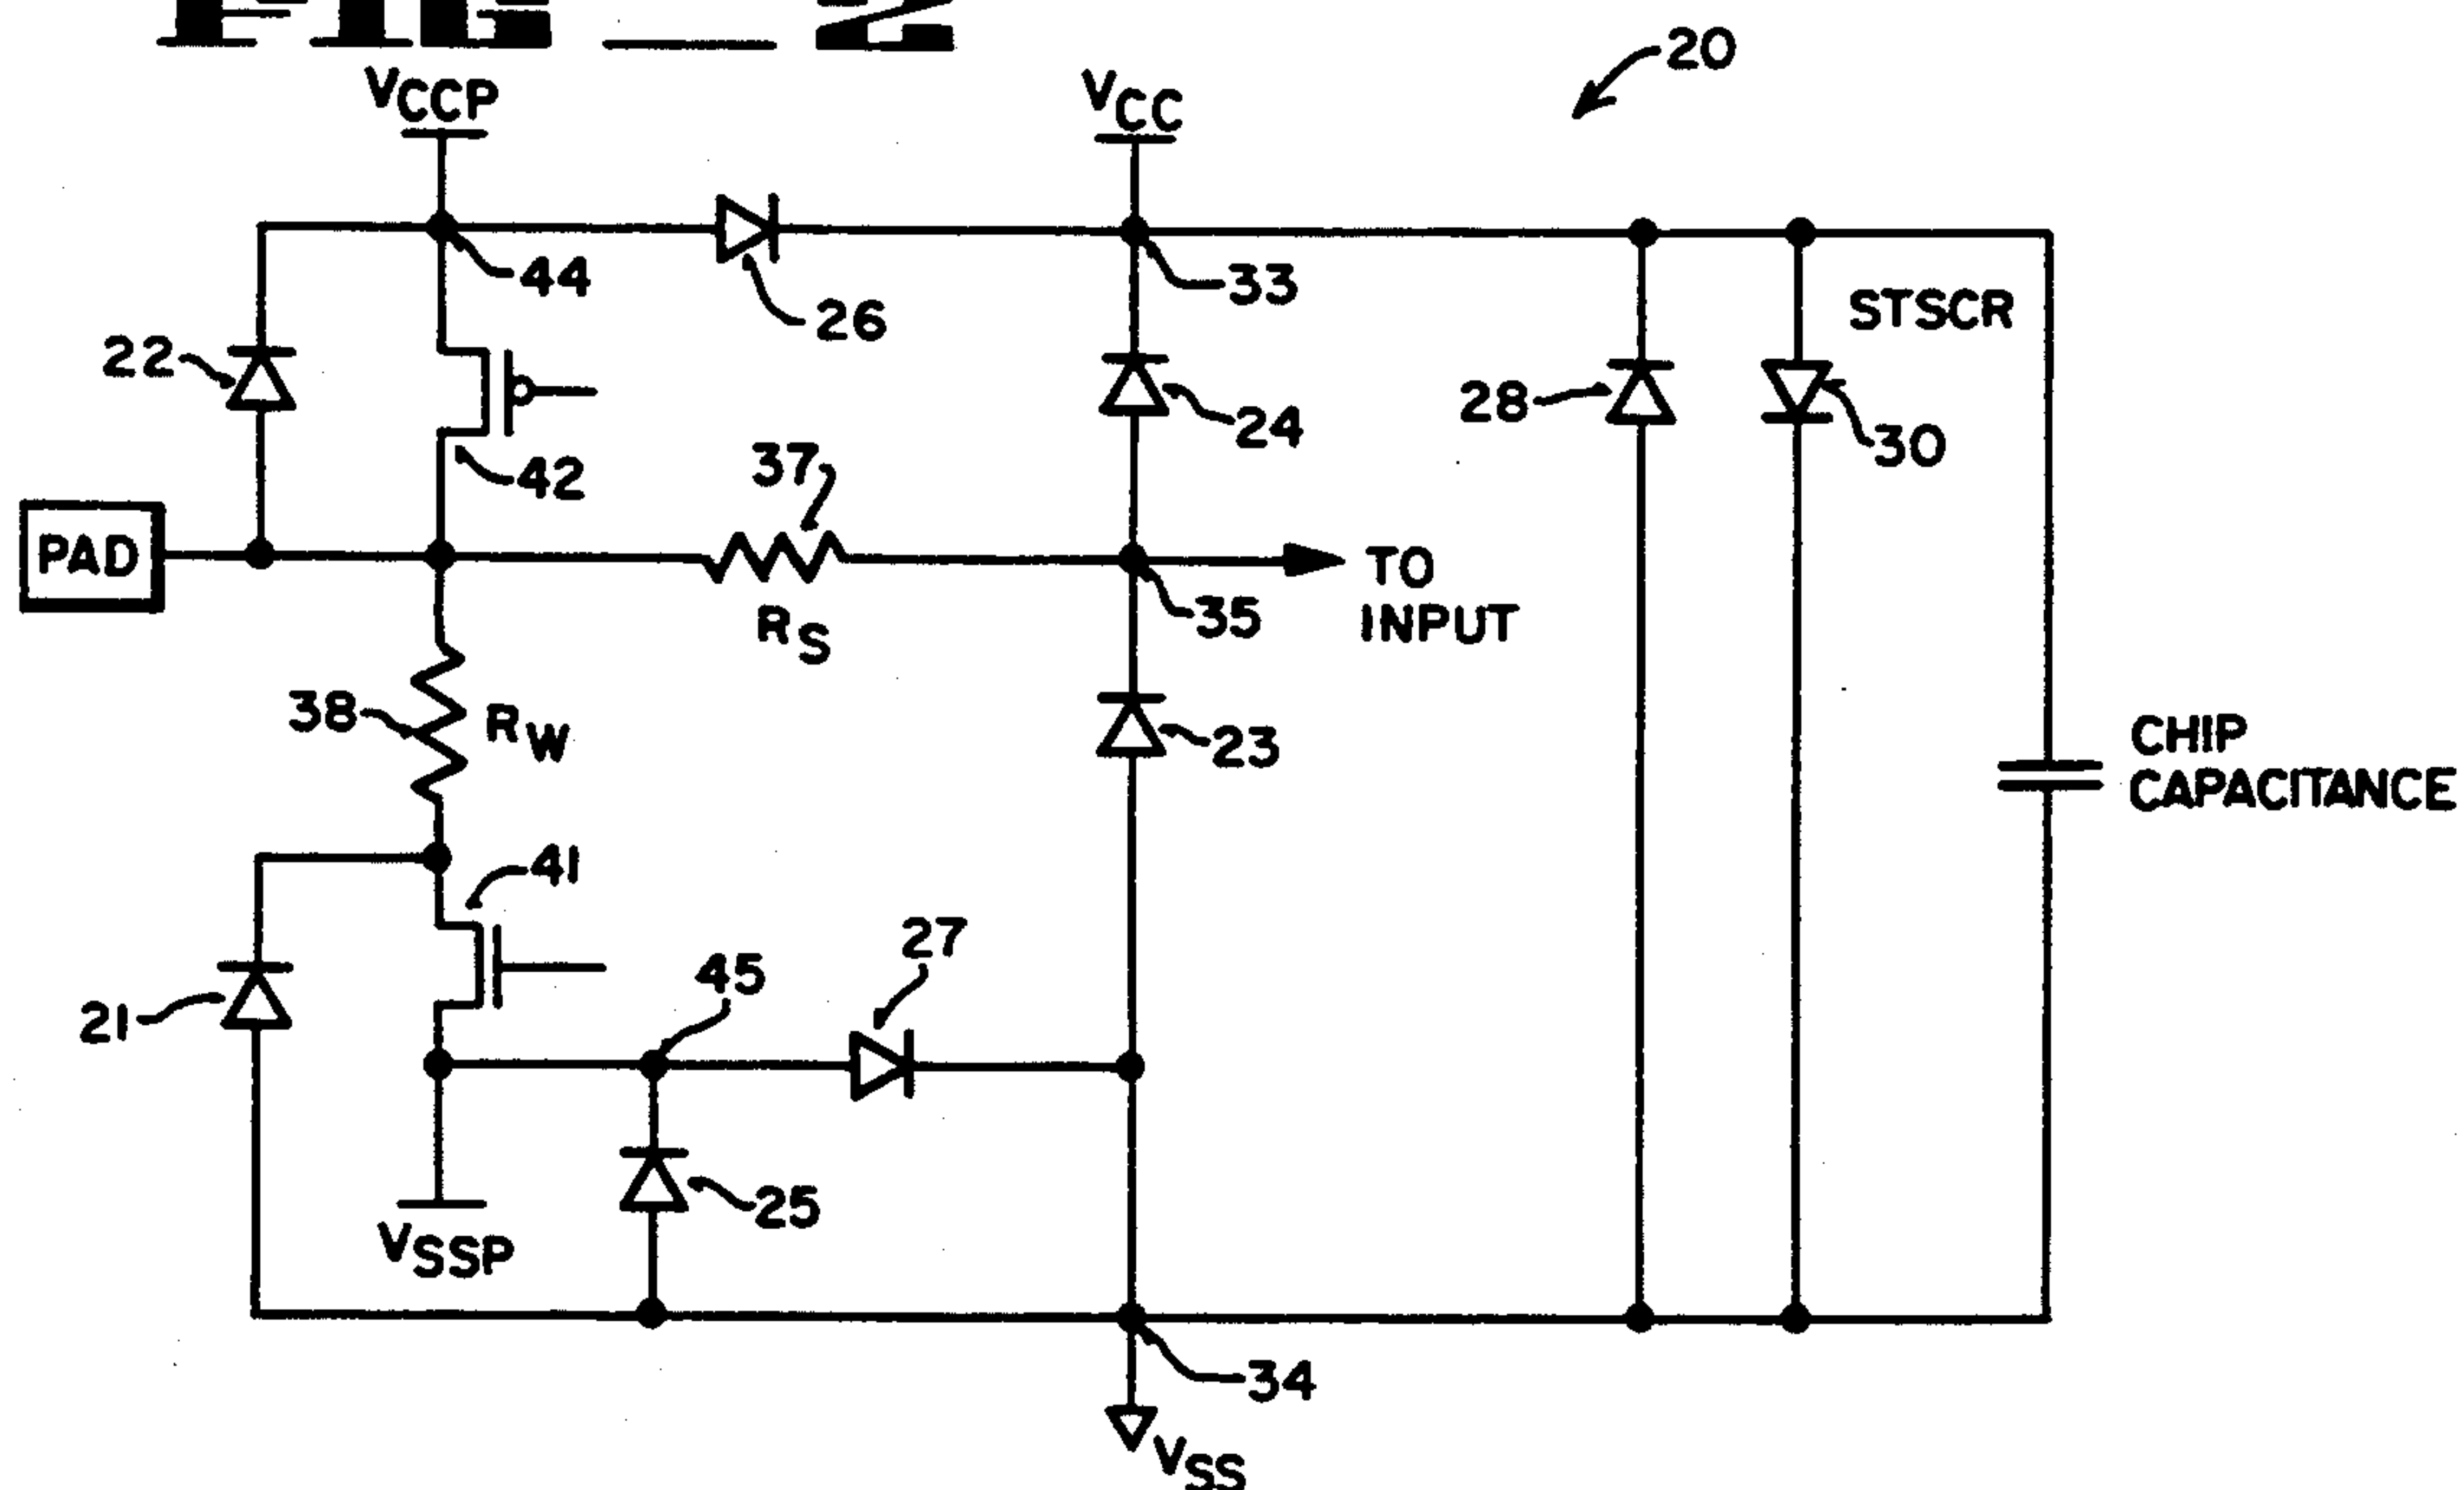 FIG_2
VCCP
VCC
20
44
33
26
STSCR
22
24
28
30
42
37
PAD
TO
INPUT
35
RS
38
RW
23
CHIP
CAPACITANCE
41
27
45
21
25
VSSP
34
VSS